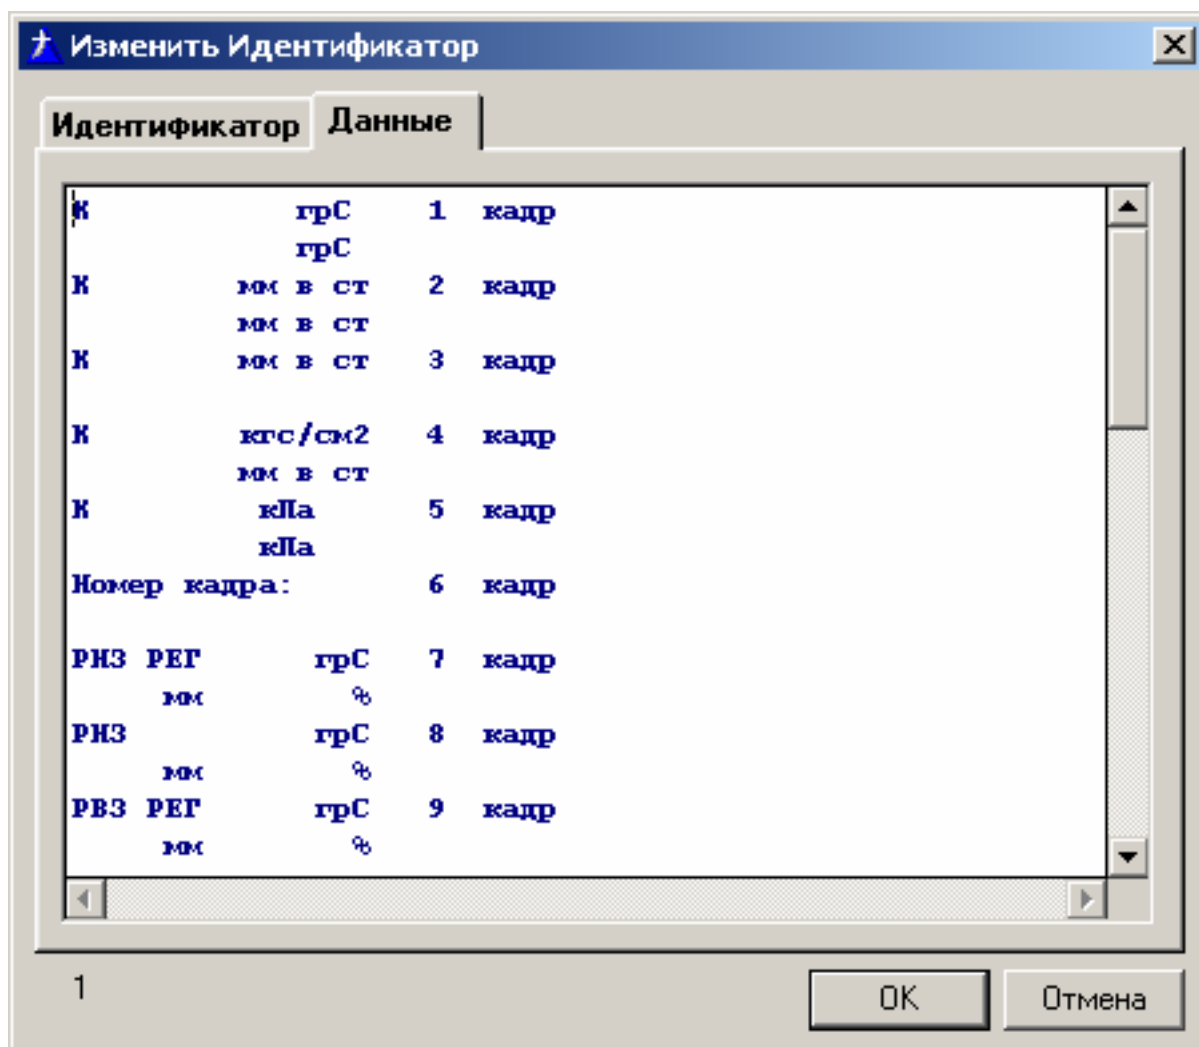 Изменить Идентификатор
Идентификатор Данные
К грС 1 кадр
грС
К мм в ст 2 кадр
мм в ст
К мм в ст 3 кадр
К кгс/см2 4 кадр
мм в ст
К кПа 5 кадр
кПа
Номер кадра: 6 кадр
РНЗ РЕГ грС 7 кадр
мм %
РНЗ грС 8 кадр
мм %
РВЗ РЕГ грС 9 кадр
мм %
1
OK Отмена